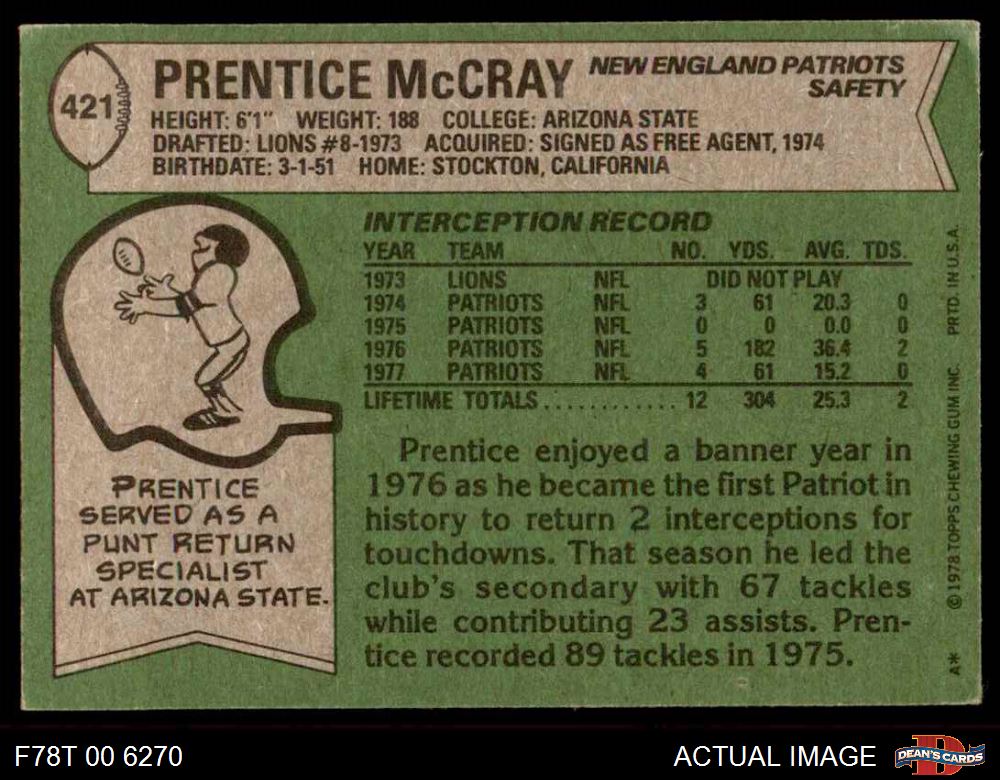 421
PRENTICE McCRAY
NEW ENGLAND PATRIOTS
SAFETY
HEIGHT: 6'1" WEIGHT: 188 COLLEGE: ARIZONA STATE
DRAFTED: LIONS #8-1973 ACQUIRED: SIGNED AS FREE AGENT, 1974
BIRTHDATE: 3-1-51 HOME: STOCKTON, CALIFORNIA
INTERCEPTION RECORD
YEAR TEAM NO. YDS. AVG. TDS.
1973 LIONS NFL DID NOT PLAY
1974 PATRIOTS NFL 3 61 20.3 0
1975 PATRIOTS NFL 0 0 0.0 0
1976 PATRIOTS NFL 5 182 36.4 2
1977 PATRIOTS NFL 4 61 15.2 0
LIFETIME TOTALS............ 12 304 25.3 2
Prentice enjoyed a banner year in
1976 as he became the first Patriot in
history to return 2 interceptions for
touchdowns. That season he led the
club's secondary with 67 tackles
while contributing 23 assists. Pren-
tice recorded 89 tackles in 1975.
PRENTICE
SERVED AS A
PUNT RETURN
SPECIALIST
AT ARIZONA STATE.
A* © 1978 TOPPS CHEWING GUM INC. PRTD. IN U.S.A.
F78T 00 6270
ACTUAL IMAGE
D
DEAN'S CARDS